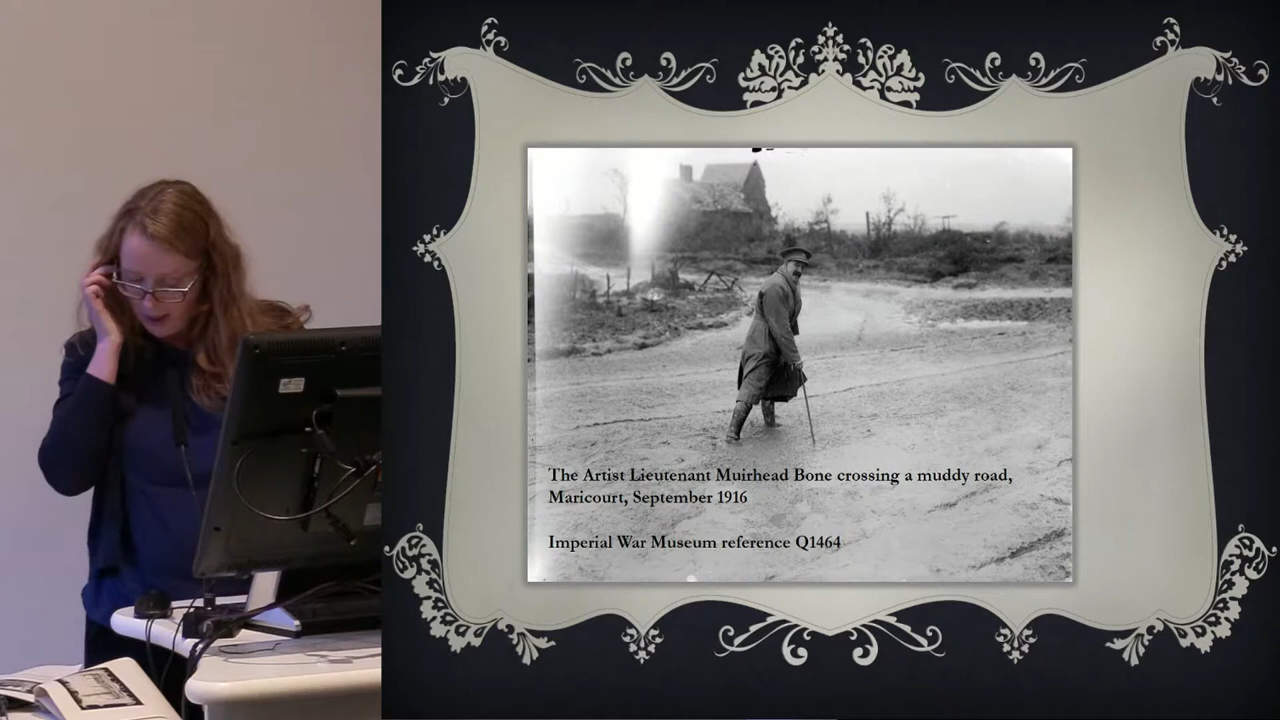 The Artist Lieutenant Muirhead Bone crossing a muddy road,
Maricourt, September 1916
Imperial War Museum reference Q1464